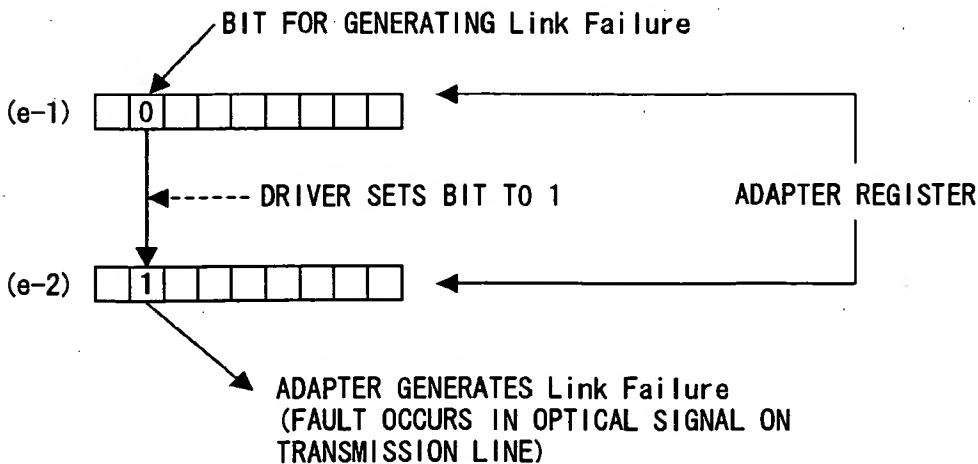 BIT FOR GENERATING Link Failure
(e-1) 0
DRIVER SETS BIT TO 1
ADAPTER REGISTER
(e-2) 1
ADAPTER GENERATES Link Failure
(FAULT OCCURS IN OPTICAL SIGNAL ON
TRANSMISSION LINE)